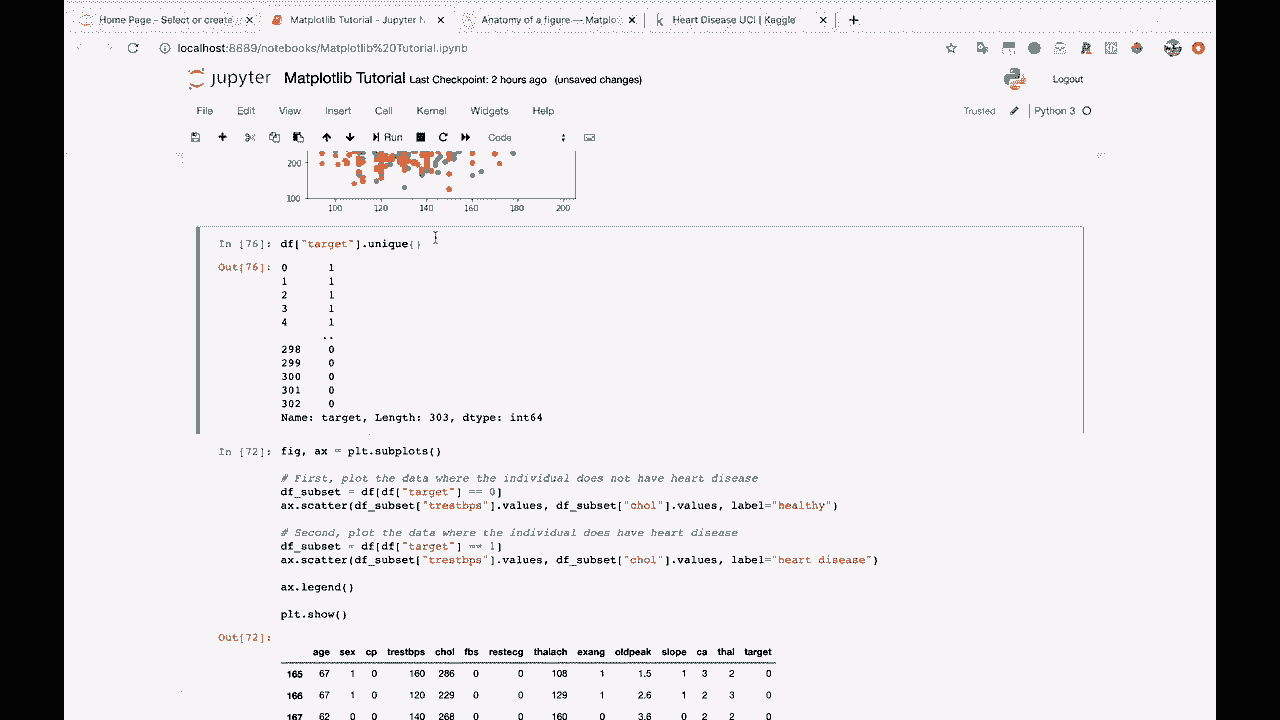 Home Page - Select or create
Matplotlib Tutorial - Jupyter N
Anatomy of a figure — Matplo
Heart Disease UCI | Kaggle
localhost:8889/notebooks/Matplotlib%20Tutorial.ipynb
jupyter Matplotlib Tutorial Last Checkpoint: 2 hours ago (unsaved changes)
Logout
File Edit View Insert Cell Kernel Widgets Help
Trusted Python 3
Run Code
200
100
100 120 140 160 180 200
In [76]: df["target"].unique()
Out[76]: 0 1
1 1
2 1
3 1
4 1
..
298 0
299 0
300 0
301 0
302 0
Name: target, Length: 303, dtype: int64
In [72]: fig, ax = plt.subplots()
# First, plot the data where the individual does not have heart disease
df_subset = df[df["target"] == 0]
ax.scatter(df_subset["trestbps"].values, df_subset["chol"].values, label="healthy")
# Second, plot the data where the individual does have heart disease
df_subset = df[df["target"] == 1]
ax.scatter(df_subset["trestbps"].values, df_subset["chol"].values, label="heart disease")
ax.legend()
plt.show()
Out[72]:
age sex cp trestbps chol fbs restecg thalach exang oldpeak slope ca thal target
165 67 1 0 160 286 0 0 108 1 1.5 1 3 2 0
166 67 1 0 120 229 0 0 129 1 2.6 1 2 3 0
167 62 0 0 140 268 0 0 160 0 3.6 0 2 2 0